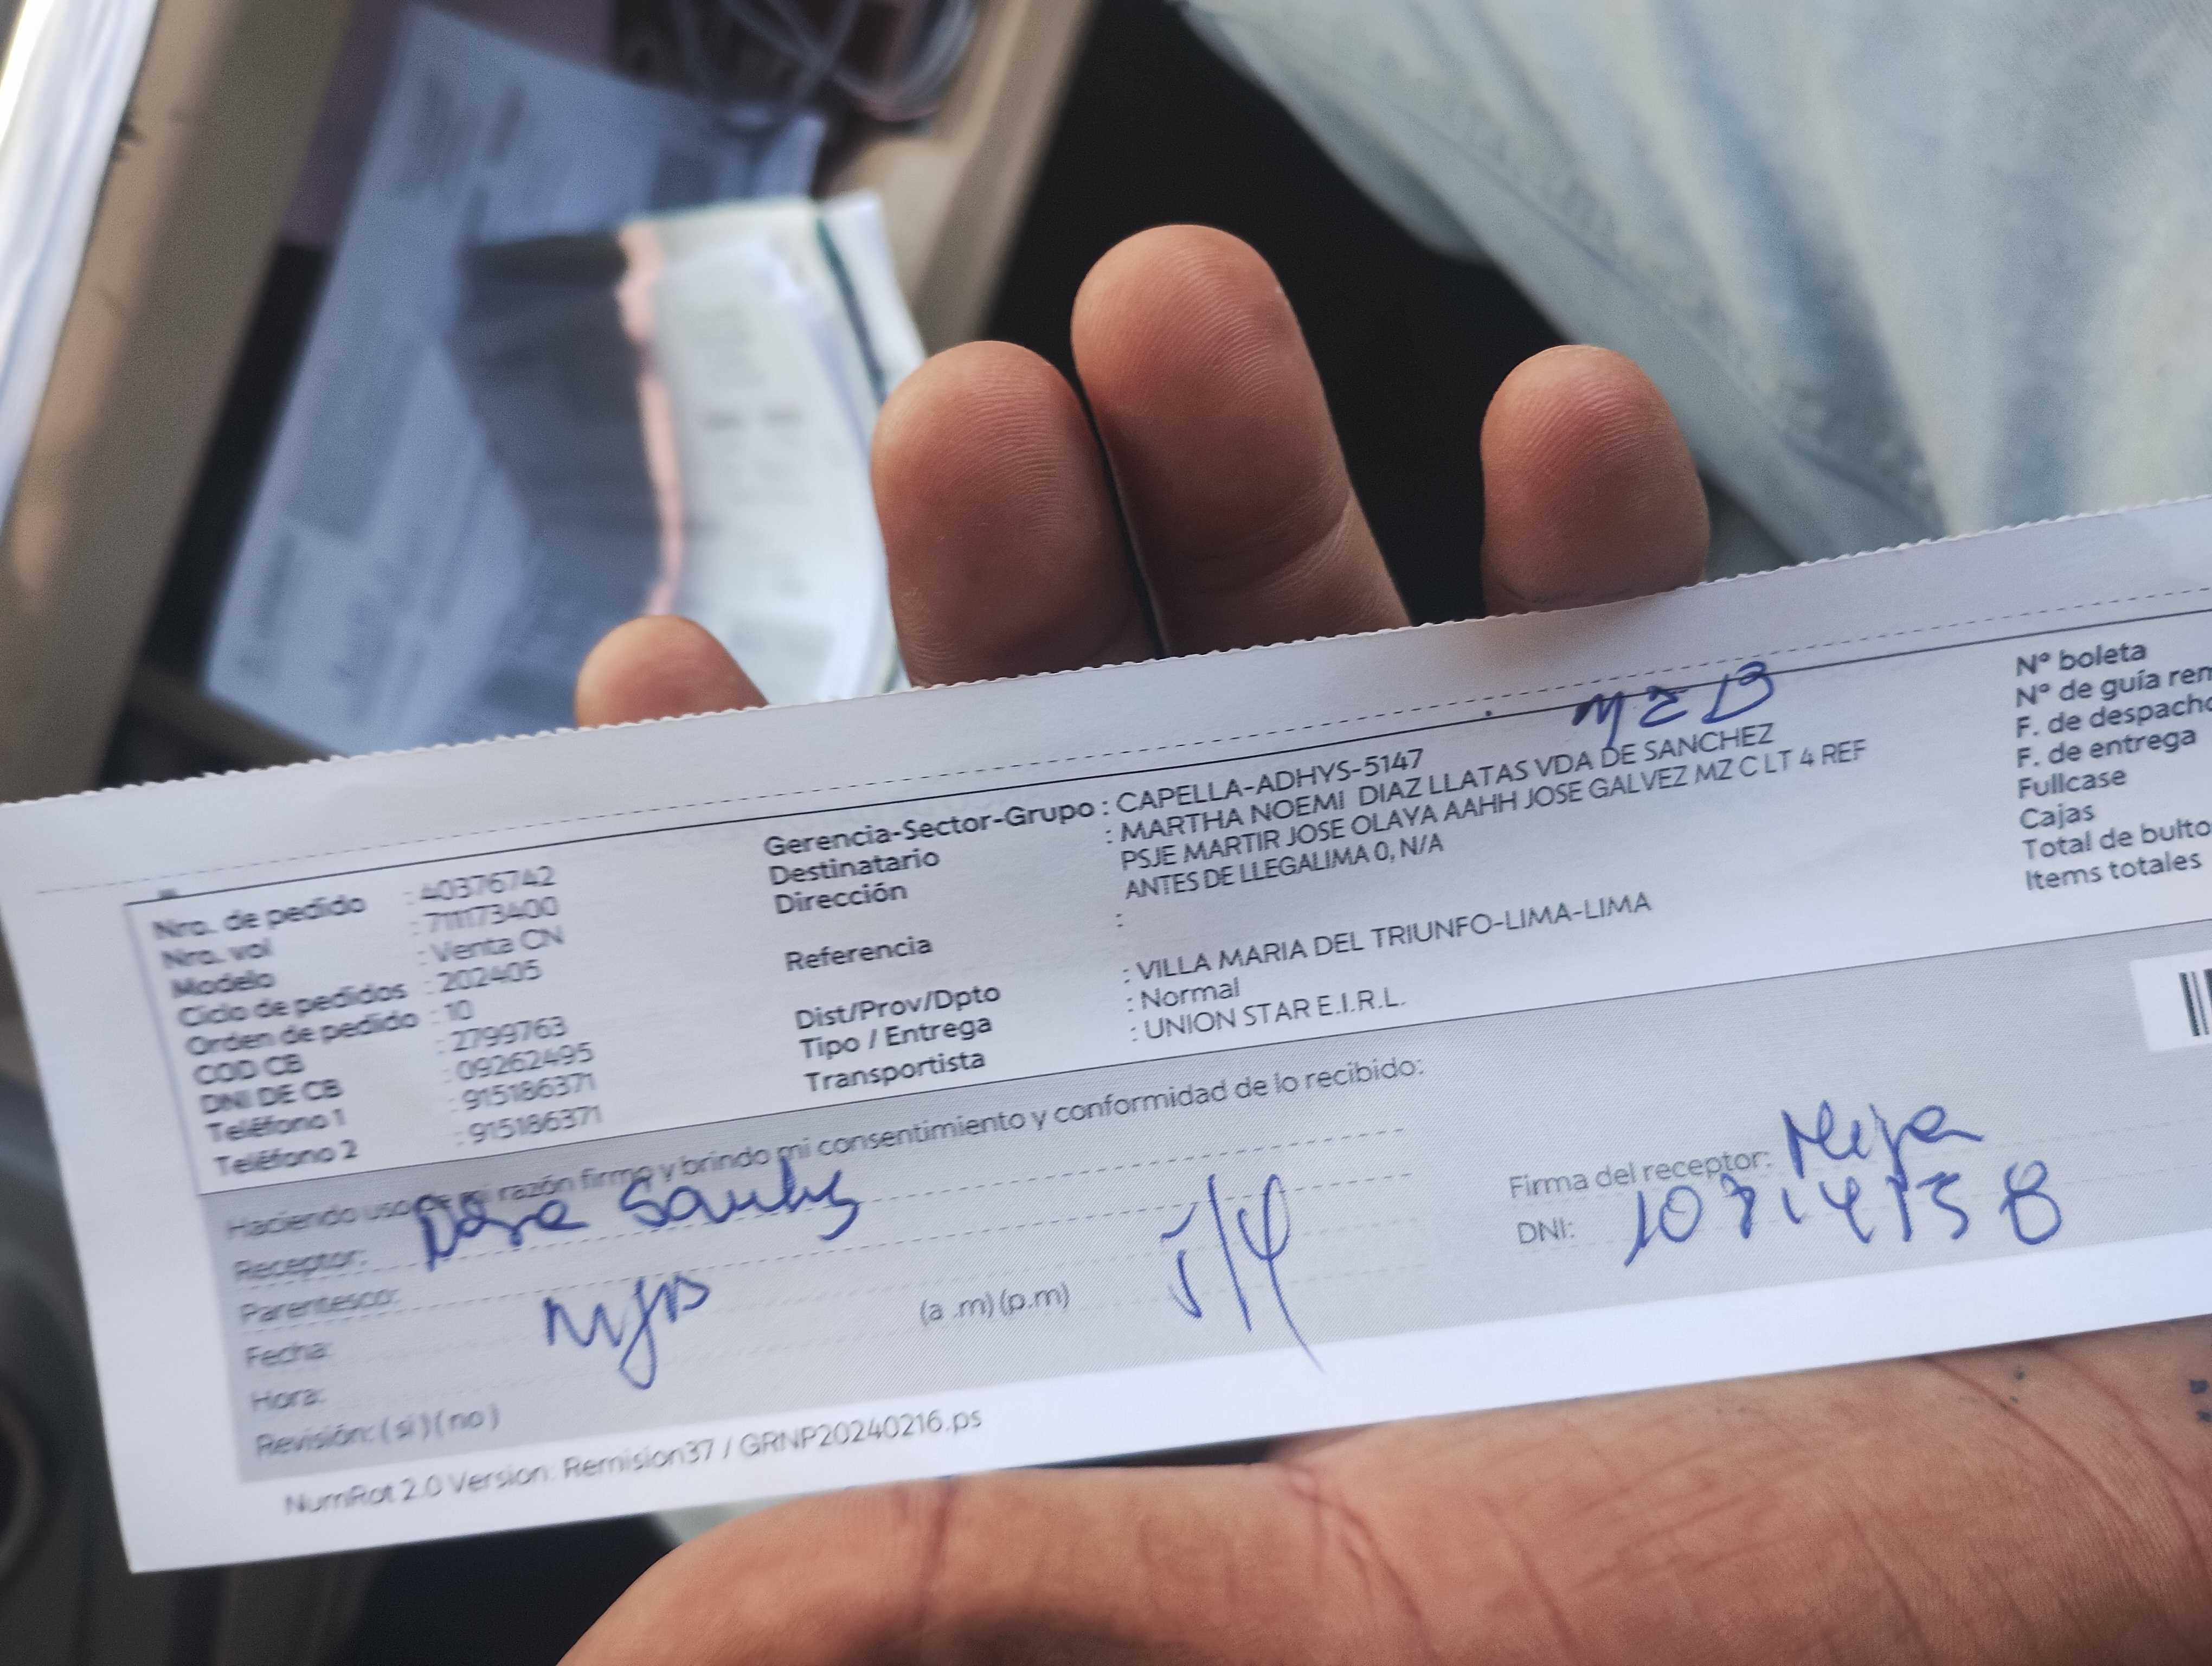 Nro. de pedido : 40376742
Nro. vol : 711173400
Modelo : Venta CN
Ciclo de pedidos : 202405
Orden de pedido : 10
COD CB : 2799763
DNI DE CB : 09262495
Teléfono 1 : 915186371
Teléfono 2 : 915186371
MZ B
Gerencia-Sector-Grupo : CAPELLA-ADHYS-5147
Destinatario : MARTHA NOEMI DIAZ LLATAS VDA DE SANCHEZ
Dirección PSJE MARTIR JOSE OLAYA AAHH JOSE GALVEZ MZ C LT 4 REF
ANTES DE LLEGALIMA 0, N/A
Referencia :
Dist/Prov/Dpto : VILLA MARIA DEL TRIUNFO-LIMA-LIMA
Tipo / Entrega : Normal
Transportista : UNION STAR E.I.R.L.
N° boleta
N° de guía rem
F. de despacho
F. de entrega
Fullcase
Cajas
Total de bulto
Items totales
Haciendo uso de mi razón firmo y brindo mi consentimiento y conformidad de lo recibido:
Receptor:
Parentesco:
Fecha:
Hora: (a .m) (p.m)
Revisión: ( si ) ( no )
Firma del receptor:
DNI:
NumRot 2.0 Version: Remision37 / GRNP20240216.ps